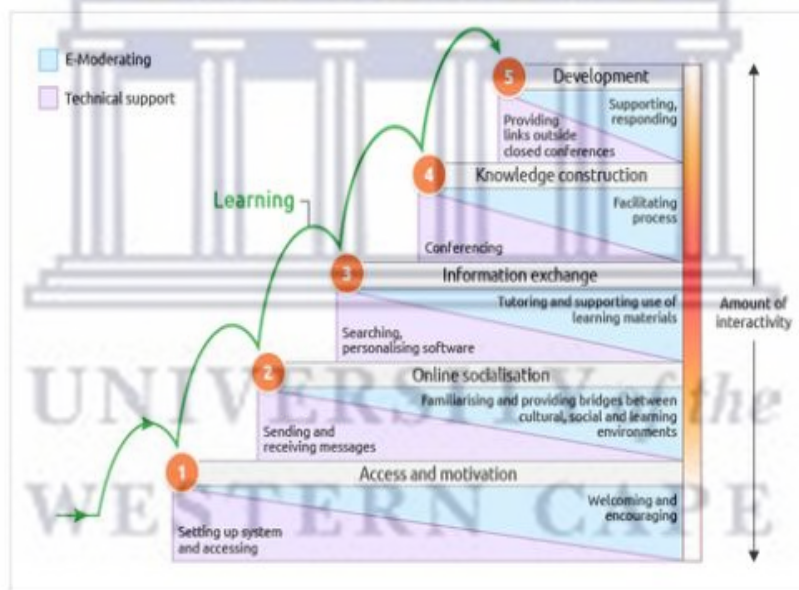 E-Moderating
Technical support
Learning
5
Development
Supporting,
responding
Providing
links outside
closed conferences
4
Knowledge construction
Facilitating
process
Conferencing
3
Information exchange
Tutoring and supporting use of
learning materials
Searching,
personalising software
Amount of
interactivity
2
Online socialisation
Familiarising and providing bridges between
cultural, social and learning
environments
Sending and
receiving messages
1
Access and motivation
Welcoming and
encouraging
Setting up system
and accessing
UNIVERSITY of the
WESTERN CAPE